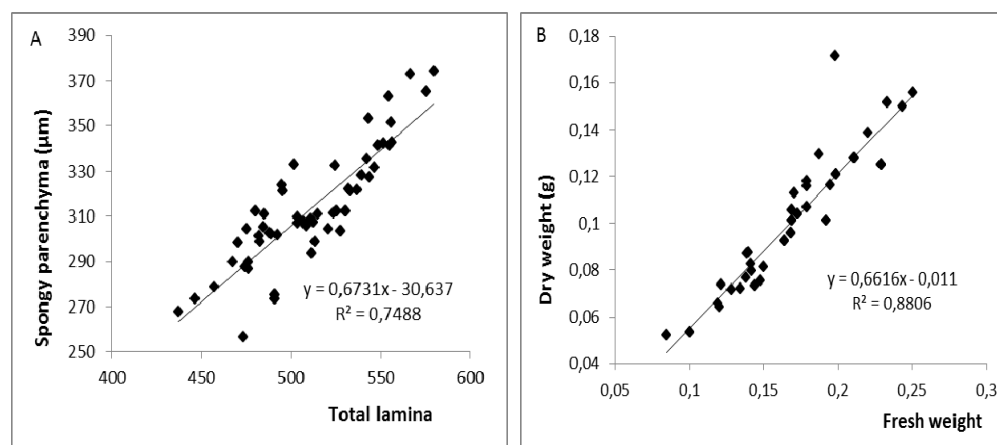 A
Spongy parenchyma (µm)
390
370
350
330
310
290
270
250
y = 0,6731x - 30,637
R² = 0,7488
400
450
500
550
600
Total lamina
B
Dry weight (g)
0,18
0,16
0,14
0,12
0,1
0,08
0,06
0,04
y = 0,6616x - 0,011
R² = 0,8806
0,05
0,1
0,15
0,2
0,25
0,3
Fresh weight